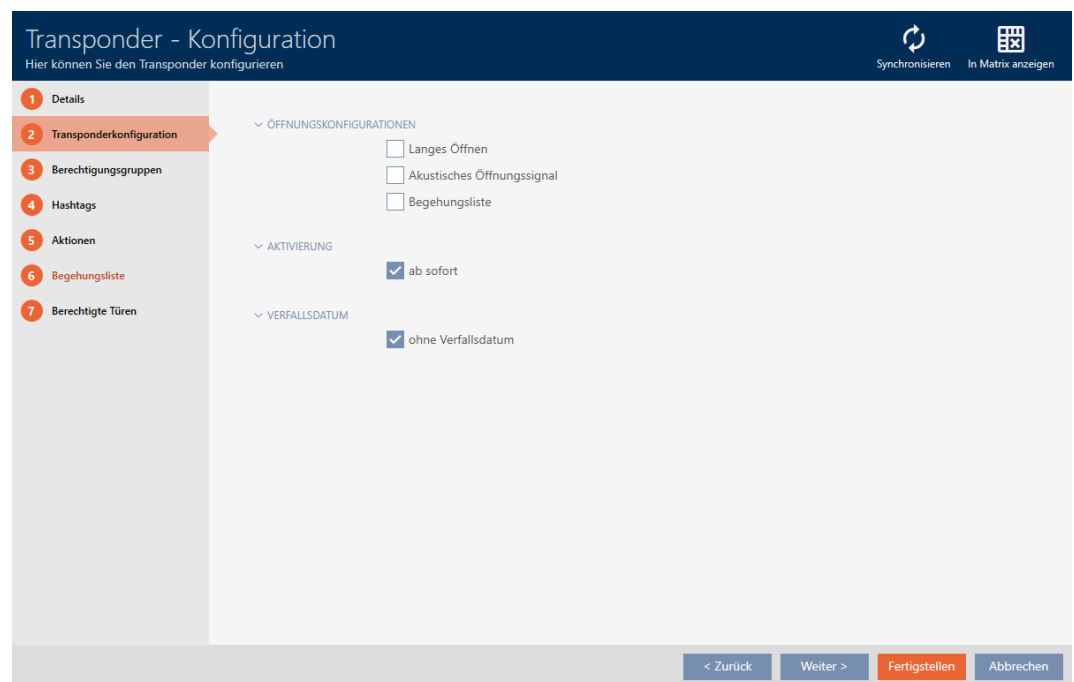 Transponder - Konfiguration
Hier können Sie den Transponder konfigurieren
Synchronisieren
In Matrix anzeigen
1 Details
2 Transponderkonfiguration
3 Berechtigungsgruppen
4 Hashtags
5 Aktionen
6 Begehungsliste
7 Berechtigte Türen
ÖFFNUNGSKONFIGURATIONEN
Langes Öffnen
Akustisches Öffnungssignal
Begehungsliste
AKTIVIERUNG
ab sofort
VERFALLSDATUM
ohne Verfallsdatum
< Zurück
Weiter >
Fertigstellen
Abbrechen